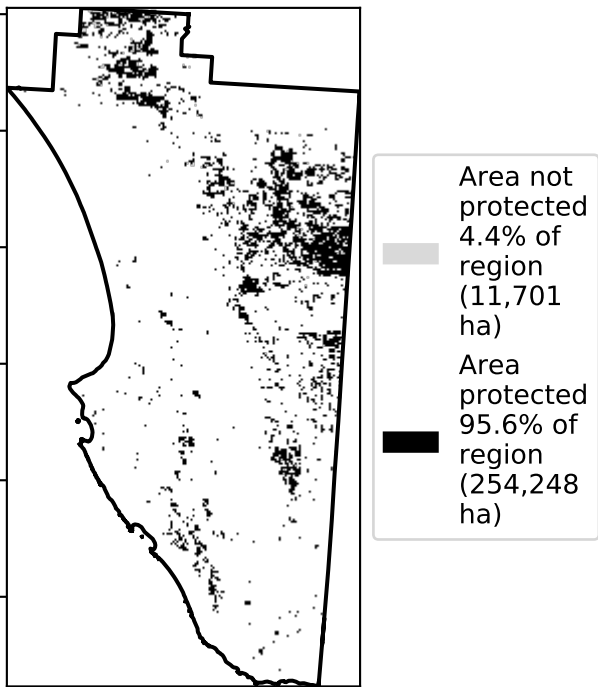 Area not
protected
4.4% of
region
(11,701
ha)
Area
protected
95.6% of
region
(254,248
ha)